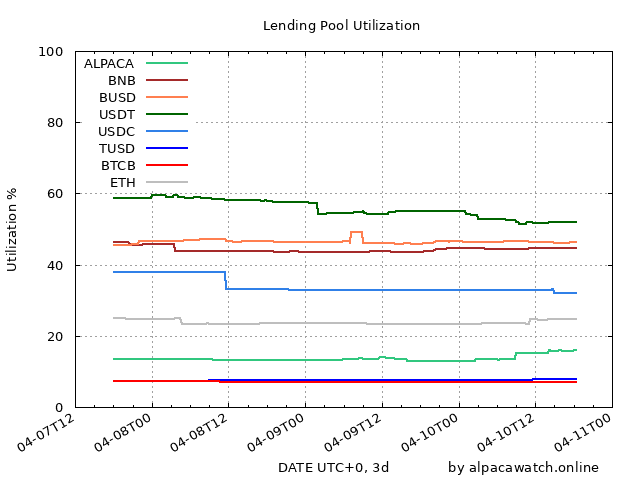 Lending Pool Utilization
Utilization %
100
80
60
40
20
0
ALPACA
BNB
BUSD
USDT
USDC
TUSD
BTCB
ETH
04-07T12
04-08T00
04-08T12
04-09T00
04-09T12
04-10T00
04-10T12
04-11T00
DATE UTC+0, 3d
by alpacawatch.online